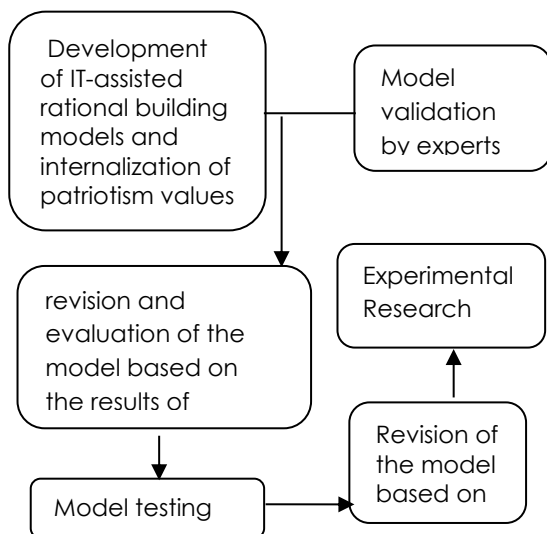 Development
of IT-assisted
rational building
models and
internalization of
patriotism values
Model
validation
by experts
revision and
evaluation of the
model based on
the results of
Model testing
Revision of
the model
based on
Experimental
Research